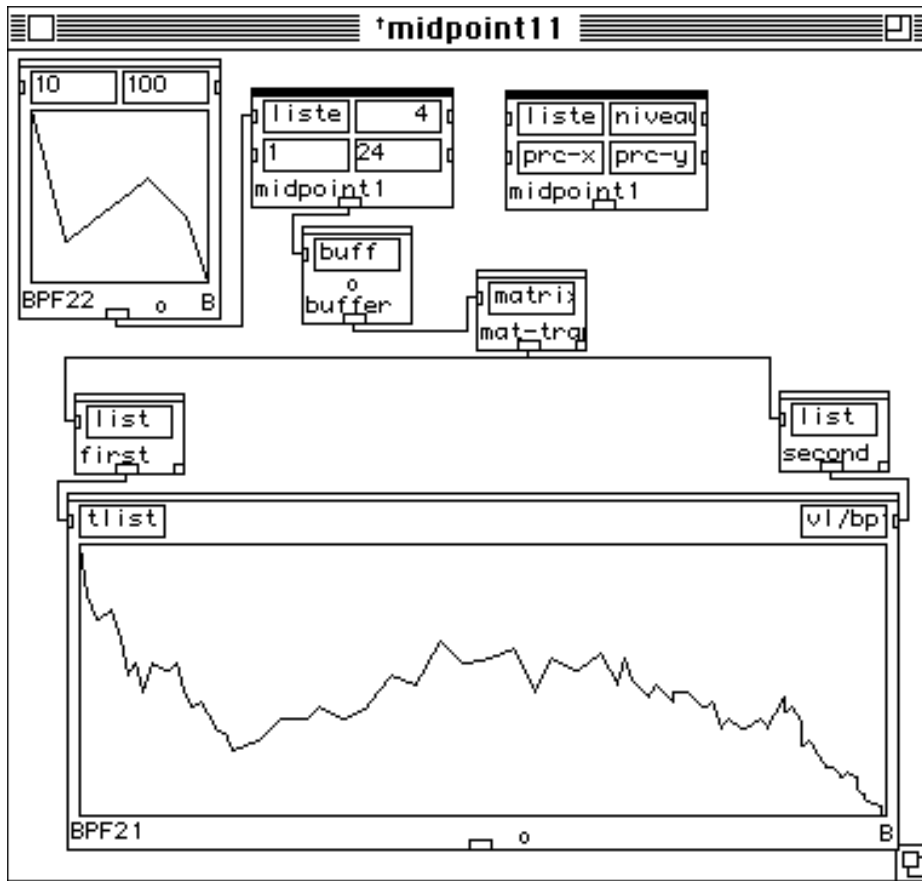 †midpoint11
10 100
BPF22 o B
liste 4
1 24
midpoint1
liste niveau
prc-x prc-y
midpoint1
buff
o
buffer
matrix
mat-tra
list
first
list
second
tlist vl/bp
BPF21 o B